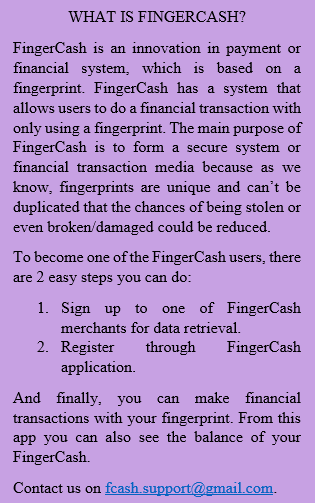 WHAT IS FINGERCASH?
FingerCash is an innovation in payment or
financial system, which is based on a
fingerprint. FingerCash has a system that
allows users to do a financial transaction with
only using a fingerprint. The main purpose of
FingerCash is to form a secure system or
financial transaction media because as we
know, fingerprints are unique and can’t be
duplicated that the chances of being stolen or
even broken/damaged could be reduced.
To become one of the FingerCash users, there
are 2 easy steps you can do:
1. Sign up to one of FingerCash
merchants for data retrieval.
2. Register through FingerCash
application.
And finally, you can make financial
transactions with your fingerprint. From this
app you can also see the balance of your
FingerCash.
Contact us on fcash.support@gmail.com.